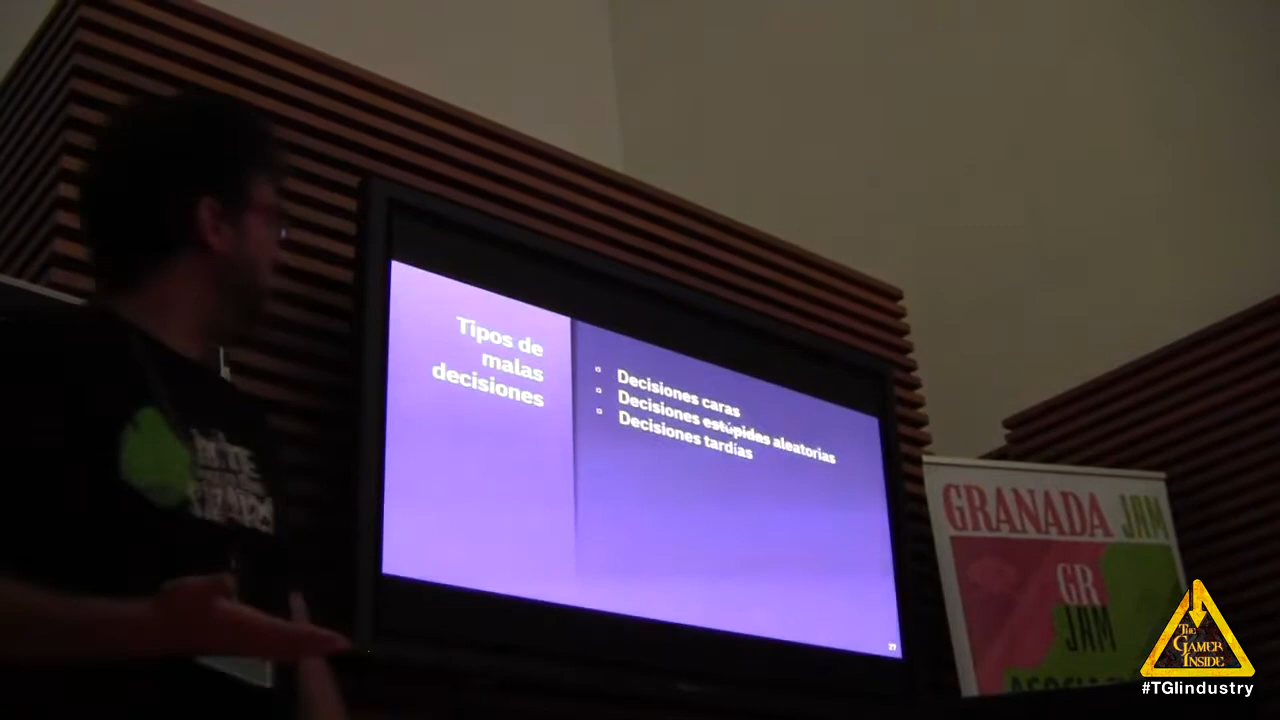 Tipos de
malas
decisiones
Decisiones caras
Decisiones estúpidas aleatorias
Decisiones tardías
GRANADA JAM
GR
JAM
THE
GAMER
INSIDE
#TGIindustry